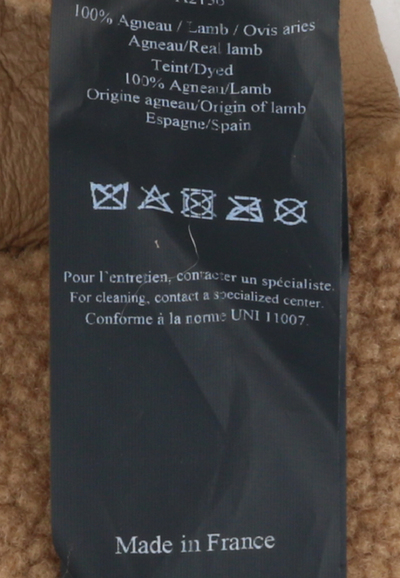 100% Agneau / Lamb / Ovis aries
Agneau/Real lamb
Teint/Dyed
100% Agneau/Lamb
Origine agneau/Origin of lamb
Espagne/Spain
Pour l'entretien, contacter un spécialiste.
For cleaning, contact a specialized center.
Conforme à la norme UNI 11007.
Made in France